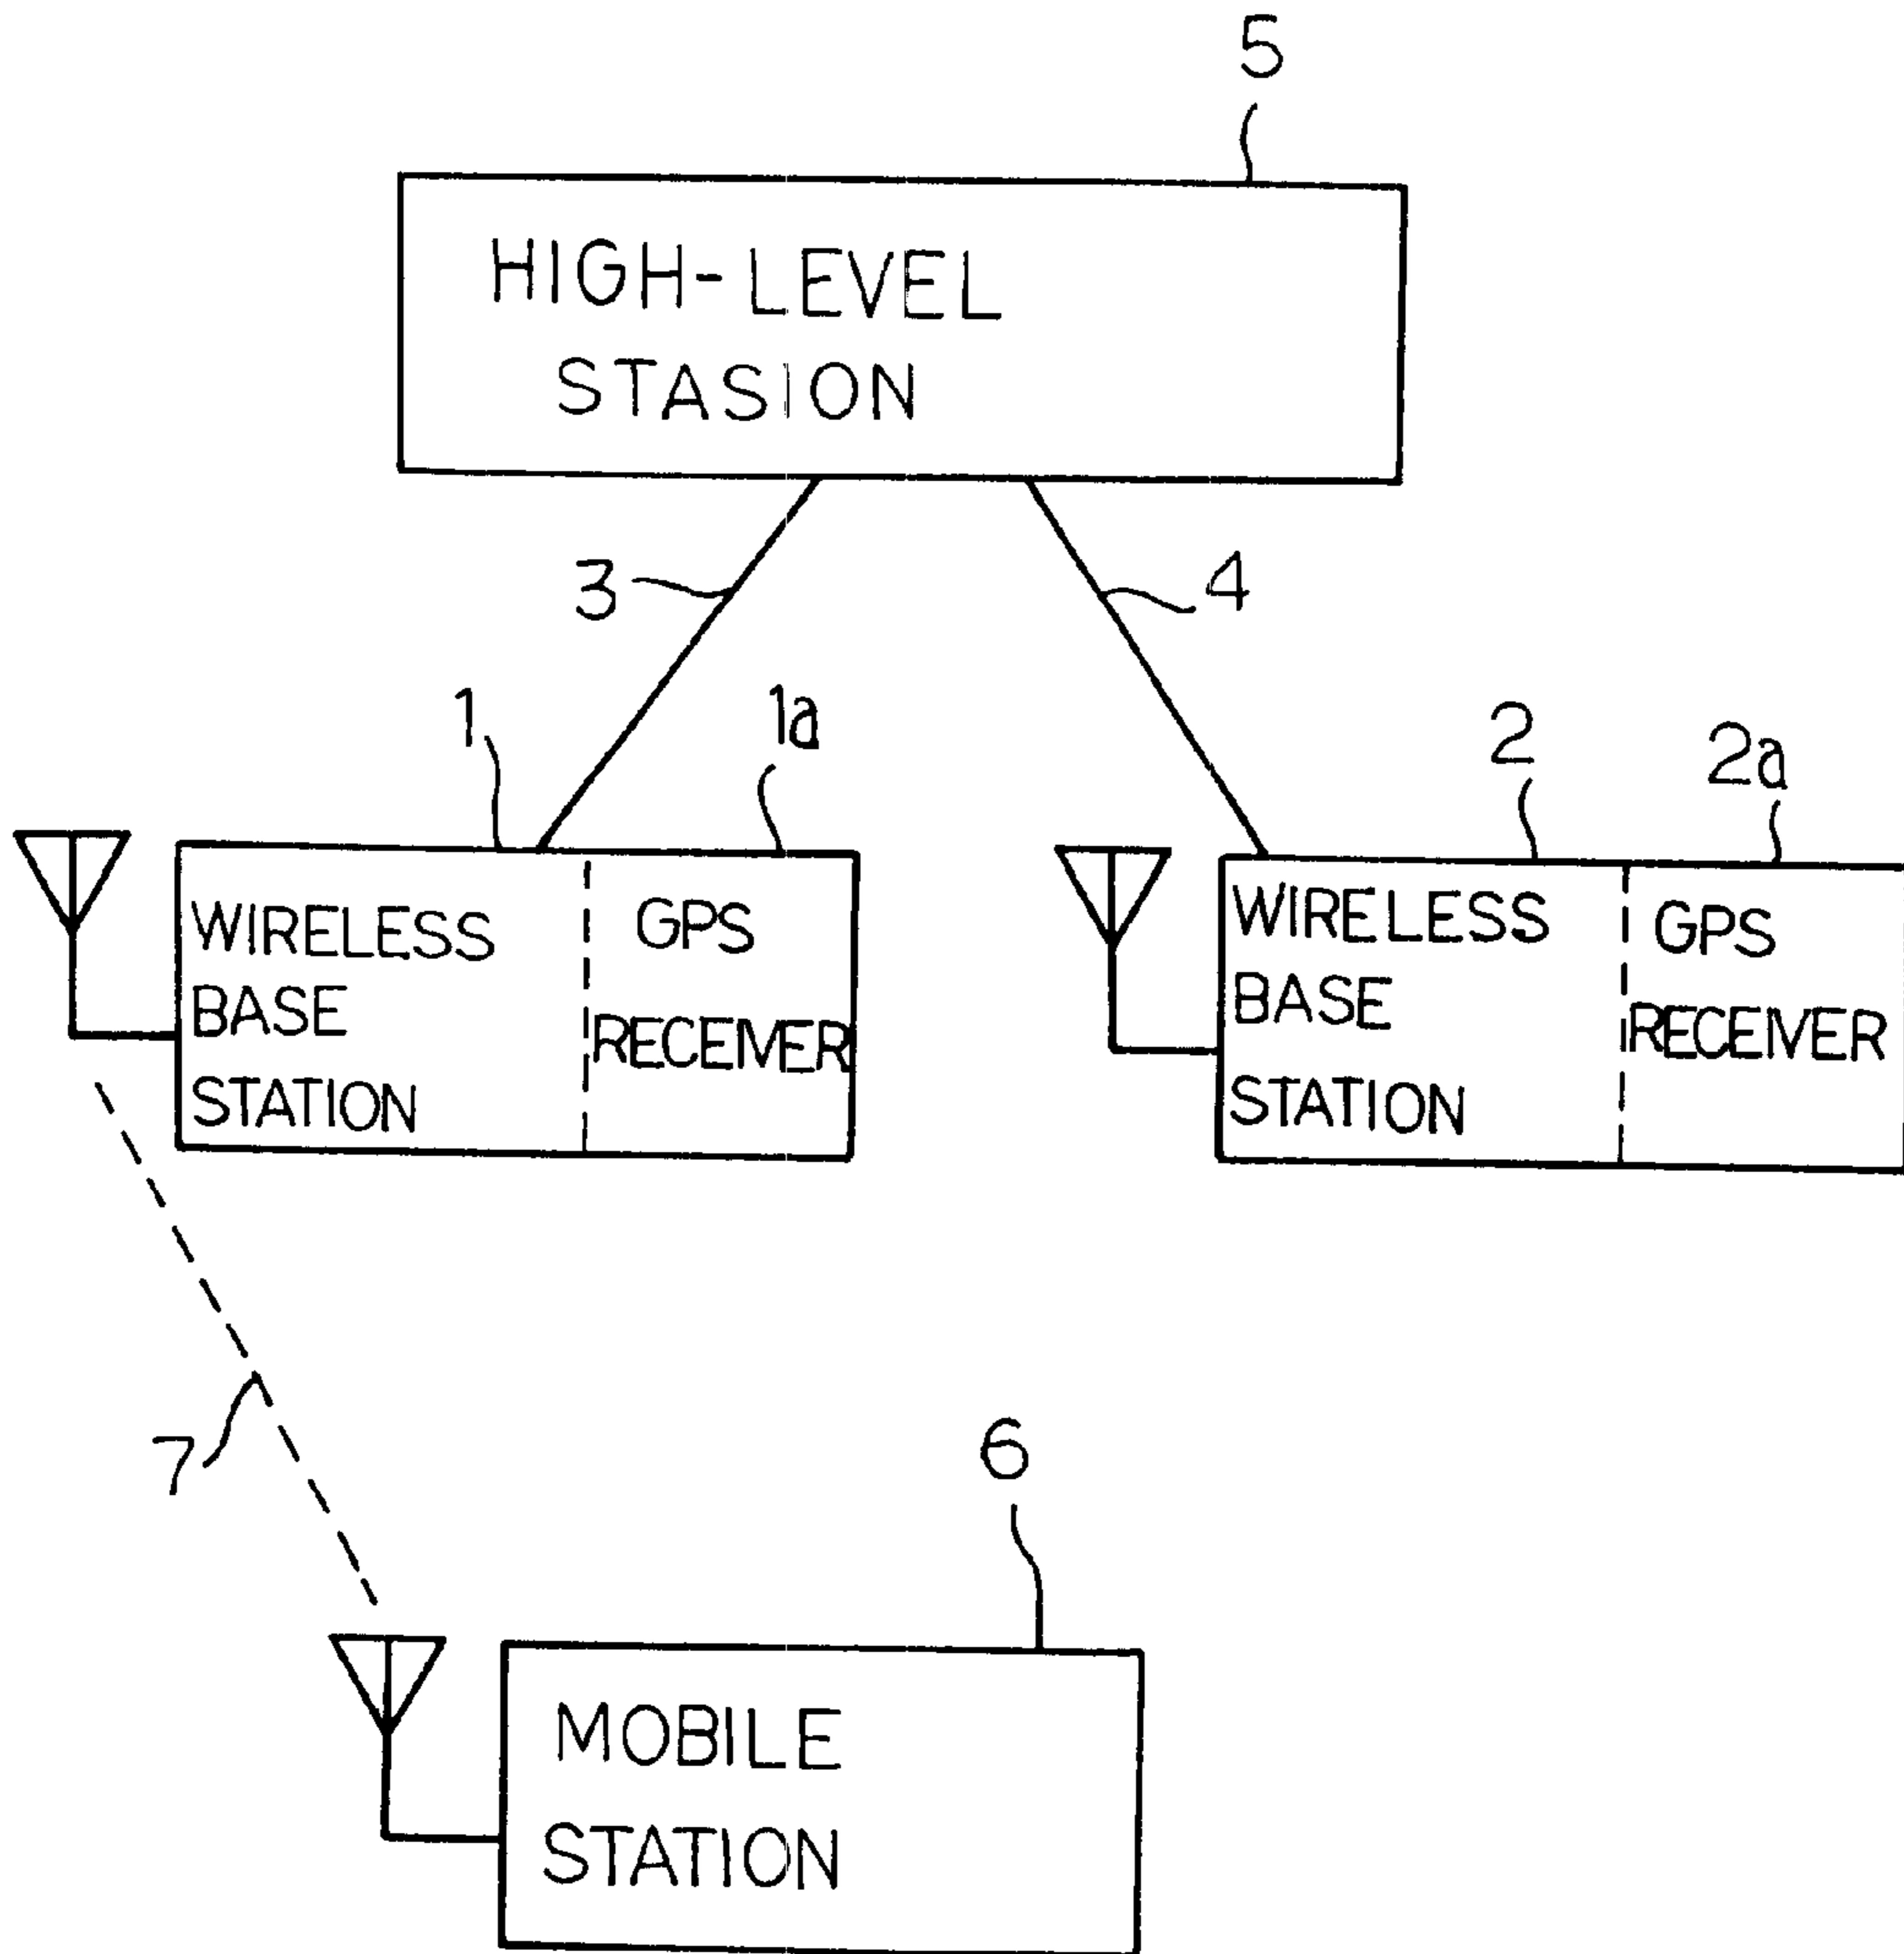 5
HIGH-LEVEL
STASION
3
4
1
1a
2
2a
WIRELESS
BASE
STATION
GPS
RECEIVER
WIRELESS
BASE
STATION
GPS
RECEIVER
7
6
MOBILE
STATION